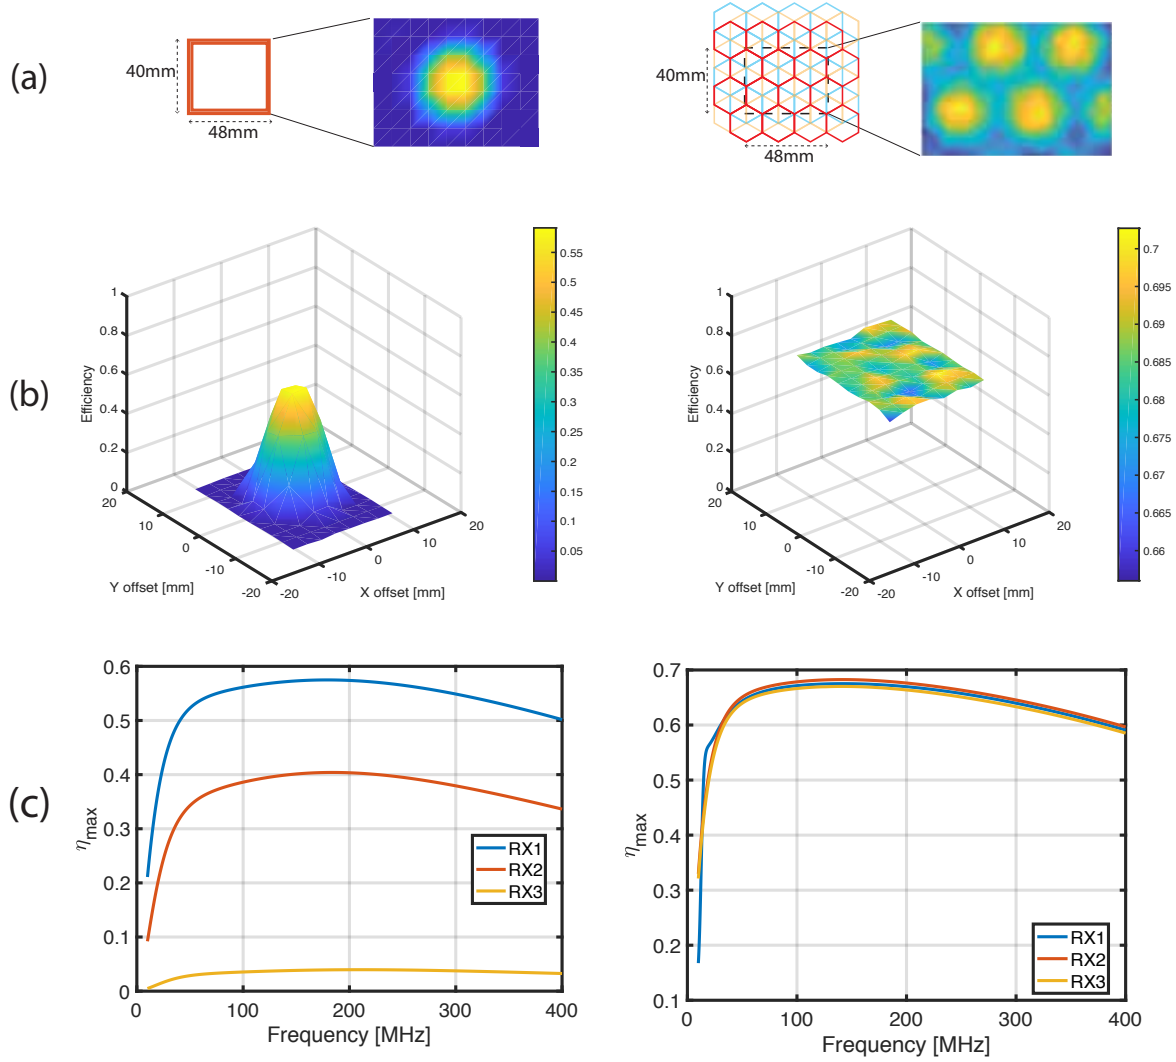 (a)
40mm
48mm
40mm
48mm
(b)
1
0.8
0.6
0.4
0.2
0
Efficiency
10
0
-10
-20
Y offset [mm]
-20
-10
0
10
20
X offset [mm]
0.55
0.5
0.45
0.4
0.35
0.3
0.25
0.2
0.15
0.1
0.05
1
0.8
0.6
0.4
0.2
0
Efficiency
10
0
-10
-20
Y offset [mm]
-20
-10
0
10
20
X offset [mm]
0.7
0.695
0.69
0.685
0.68
0.675
0.67
0.665
0.66
(c)
0.6
0.5
0.4
0.3
0.2
0.1
0
η_max
RX1
RX2
RX3
0 100 200 300 400
Frequency [MHz]
0.7
0.6
0.5
0.4
0.3
0.2
0.1
η_max
RX1
RX2
RX3
0 100 200 300 400
Frequency [MHz]